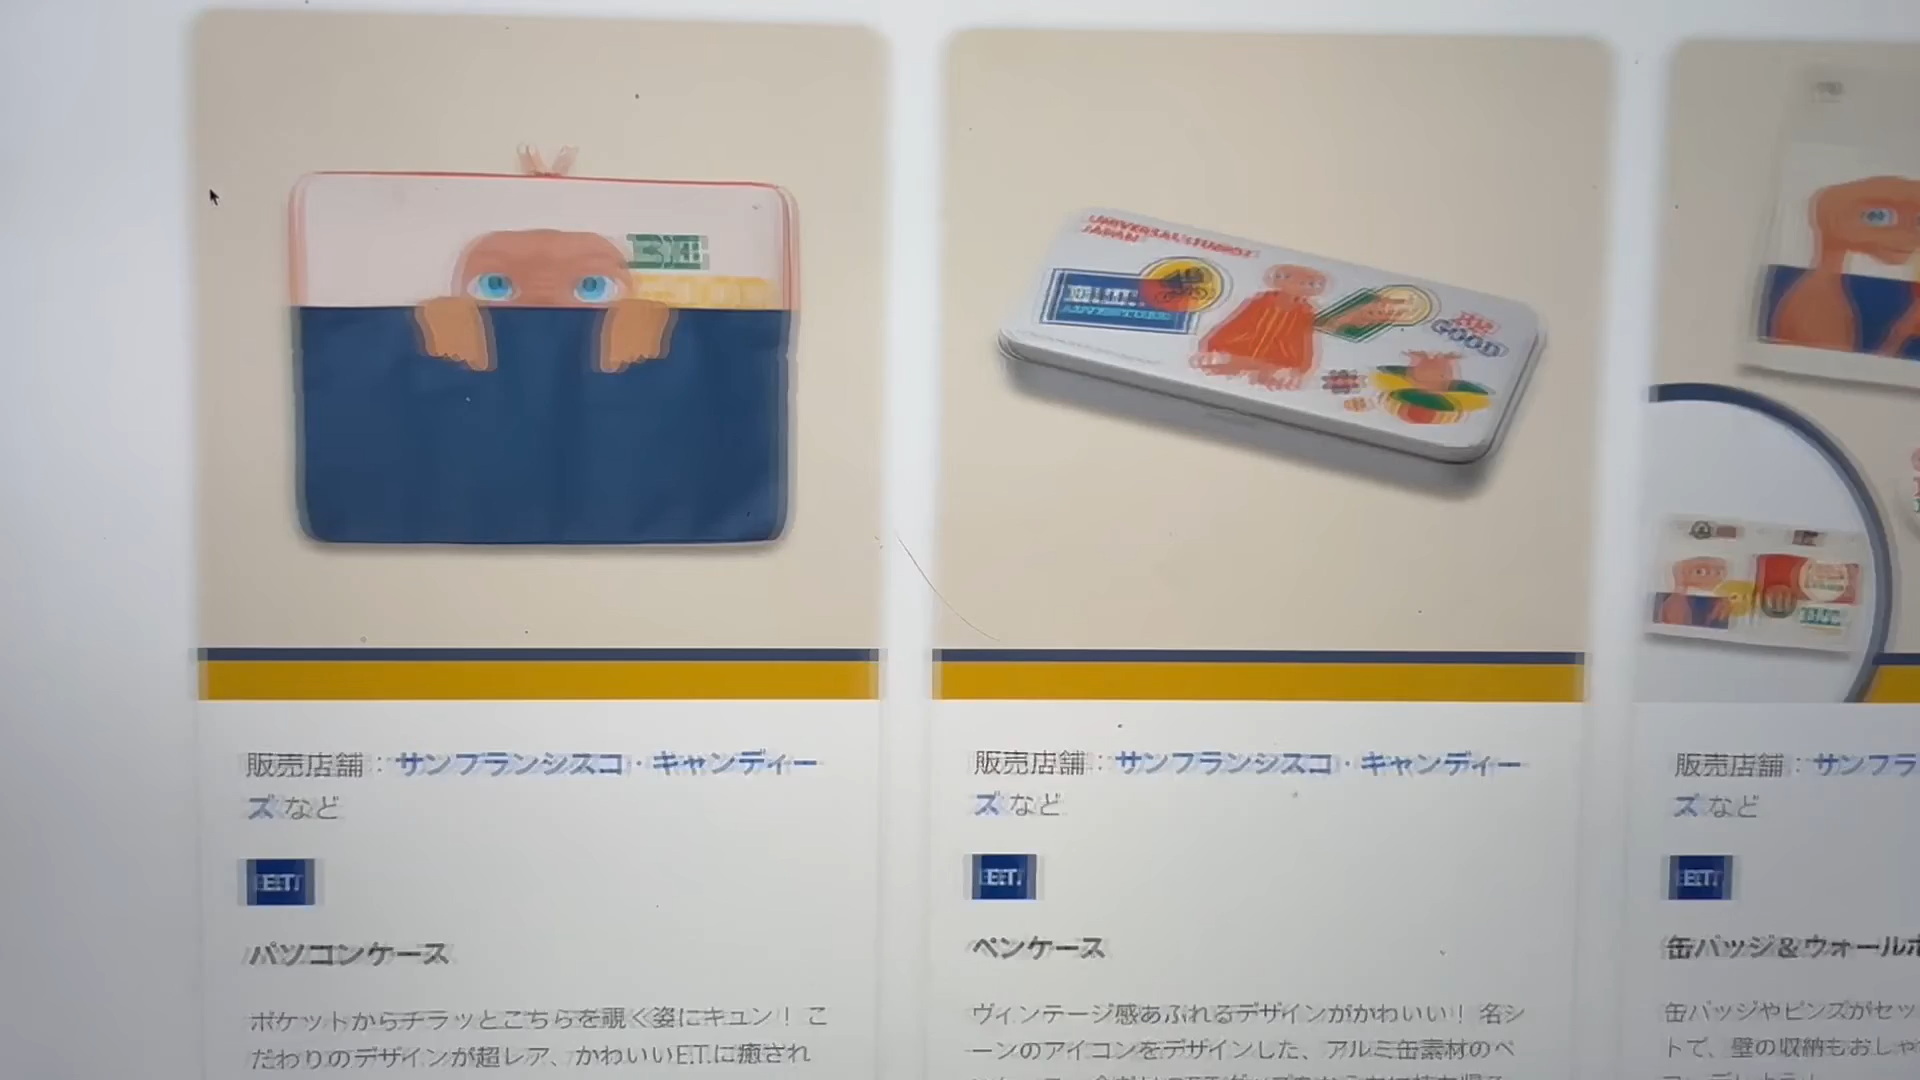 UNIVERSAL STUDIOS
JAPAN
BE
GOOD
BE
販売店舗：サンフランシスコ・キャンディー
ズ など
E.T.
パソコンケース
ポケットからチラッとこちらを覗く姿にキュン！ こ
だわりのデザインが超レア、かわいいE.T.に癒され
販売店舗：サンフランシスコ・キャンディー
ズ など
E.T.
ペンケース
ヴィンテージ感あふれるデザインがかわいい！ 名シ
ーンのアイコンをデザインした、アルミ缶素材のペ
販売店舗：サンフラ
ズ など
E.T.
缶バッジ＆ウォールポ
缶バッジやピンズがセッ
トで、壁の収納もおしゃ